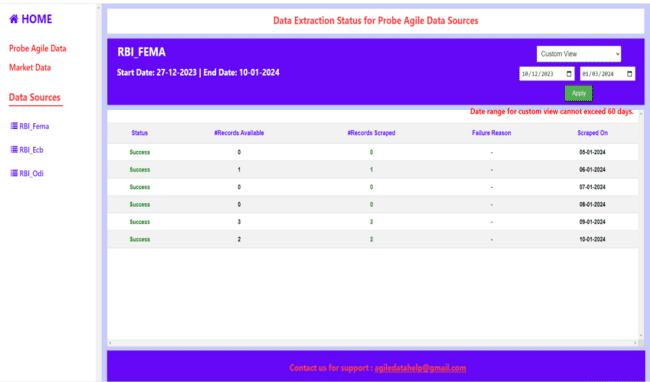 HOME
Probe Agile Data
Market Data
Data Sources
RBI_Fema
RBI_Ecb
RBI_Odi
Data Extraction Status for Probe Agile Data Sources
RBI_FEMA
Start Date: 27-12-2023 | End Date: 10-01-2024
Custom View
10/12/2023 01/03/2024
Apply
Date range for custom view cannot exceed 60 days.
Status #Records Available #Records Scraped Failure Reason Scraped On
Success 0 0 - 05-01-2024
Success 1 1 - 06-01-2024
Success 0 0 - 07-01-2024
Success 0 0 - 08-01-2024
Success 3 3 - 09-01-2024
Success 2 2 - 10-01-2024
Contact us for support : agiledatahelp@gmail.com